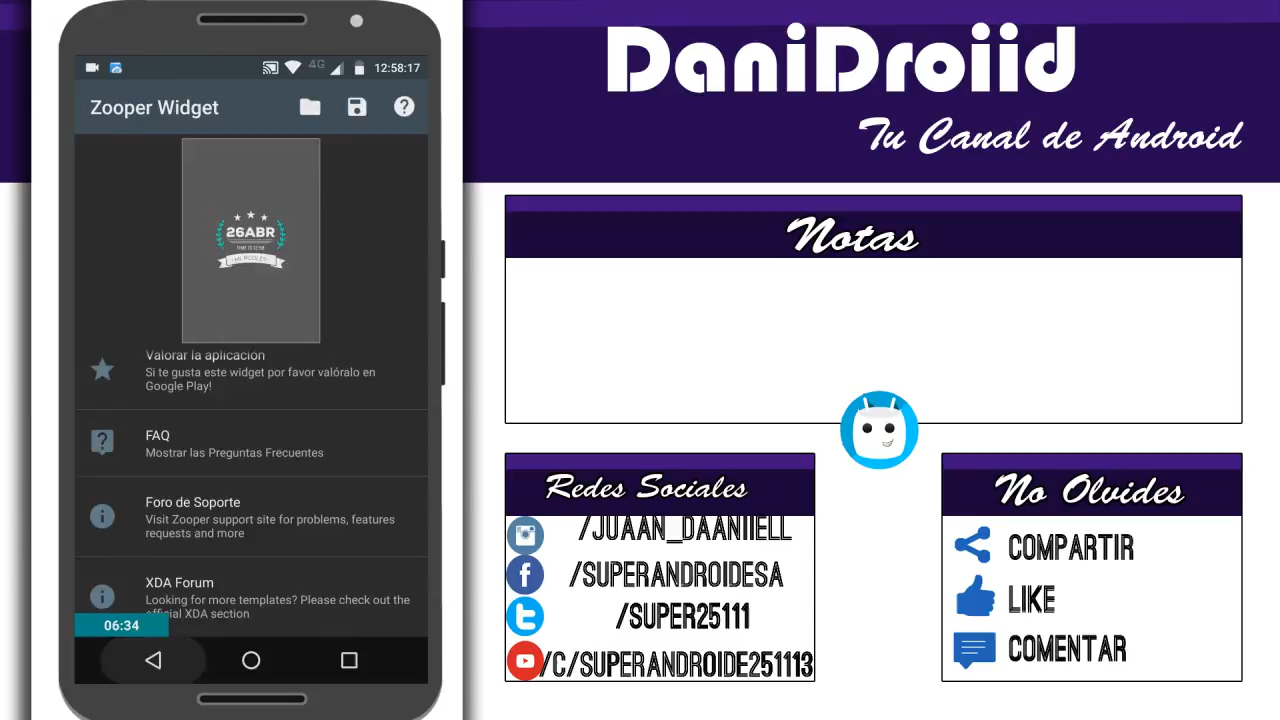 4G 12:58:17
Zooper Widget
26ABR
Valorar la aplicación
Si te gusta este widget por favor valóralo en
Google Play!
FAQ
Mostrar las Preguntas Frecuentes
Foro de Soporte
Visit Zooper support site for problems, features
requests and more
XDA Forum
Looking for more templates? Please check out the
official XDA section
06:34
DaniDroiid
Tu Canal de Android
Notas
Redes Sociales
/JUAAN_DAANIIELL
/SUPERANDROIDESA
/SUPER25111
/C/SUPERANDROIDE251113
No Olvides
COMPARTIR
LIKE
COMENTAR